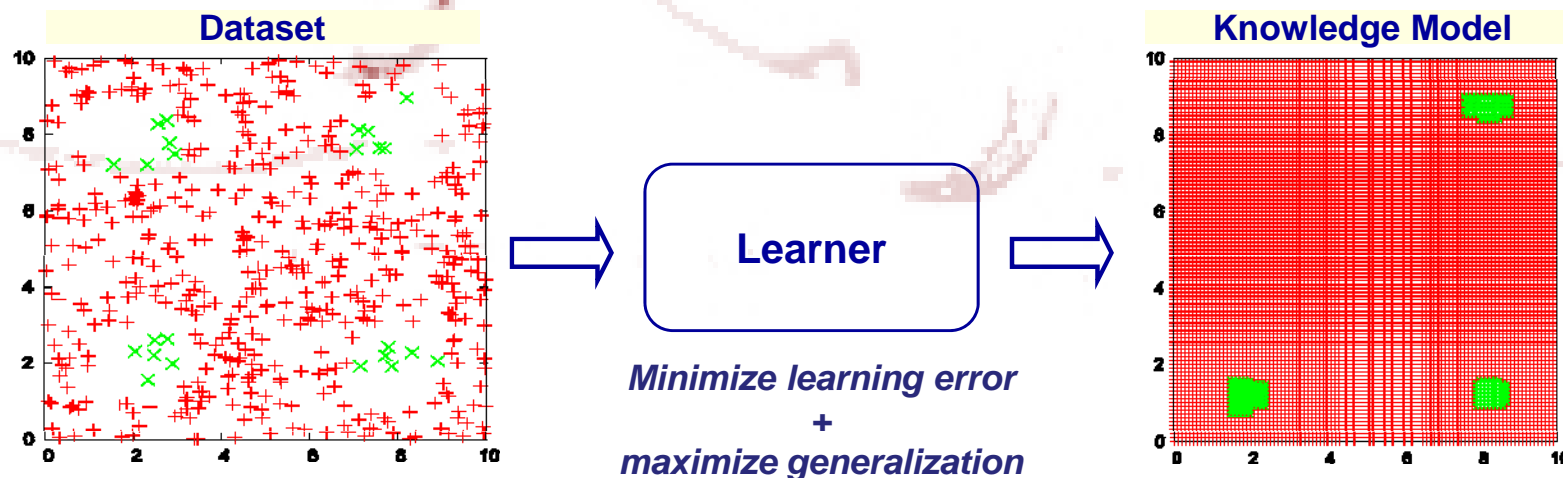 Dataset
10
8
6
4
2
0
0 2 4 6 8 10
Learner
Minimize learning error
+
maximize generalization
Knowledge Model
10
8
6
4
2
0
0 2 4 6 8 10